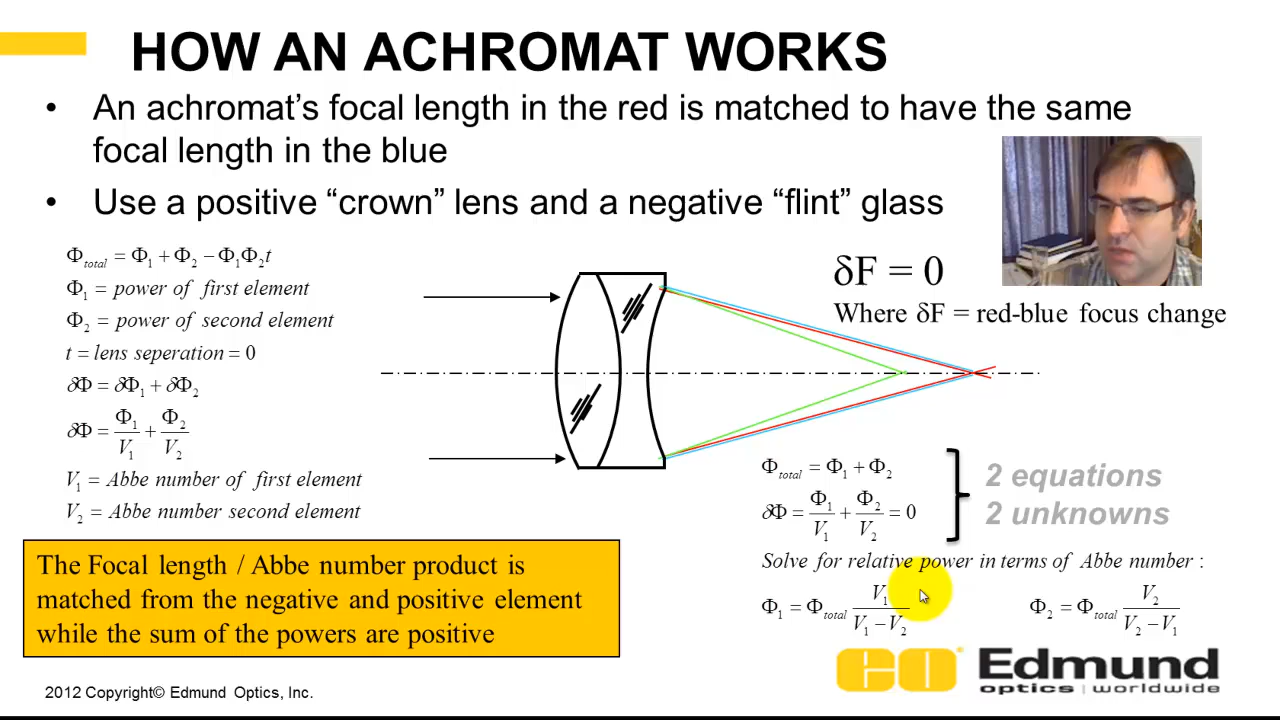 HOW AN ACHROMAT WORKS
• An achromat’s focal length in the red is matched to have the same
focal length in the blue
• Use a positive “crown” lens and a negative “flint” glass
Φtotal = Φ1 + Φ2 − Φ1Φ2t
Φ1 = power of first element
Φ2 = power of second element
t = lens seperation = 0
δΦ = δΦ1 + δΦ2
δΦ = Φ1/V1 + Φ2/V2
V1 = Abbe number of first element
V2 = Abbe number second element
The Focal length / Abbe number product is
matched from the negative and positive element
while the sum of the powers are positive
δF = 0
Where δF = red-blue focus change
Φtotal = Φ1 + Φ2
δΦ = Φ1/V1 + Φ2/V2 = 0
2 equations
2 unknowns
Solve for relative power in terms of Abbe number :
Φ1 = Φtotal V1/(V1 − V2)
Φ2 = Φtotal V2/(V2 − V1)
EO® Edmund
optics | worldwide
2012 Copyright© Edmund Optics, Inc.